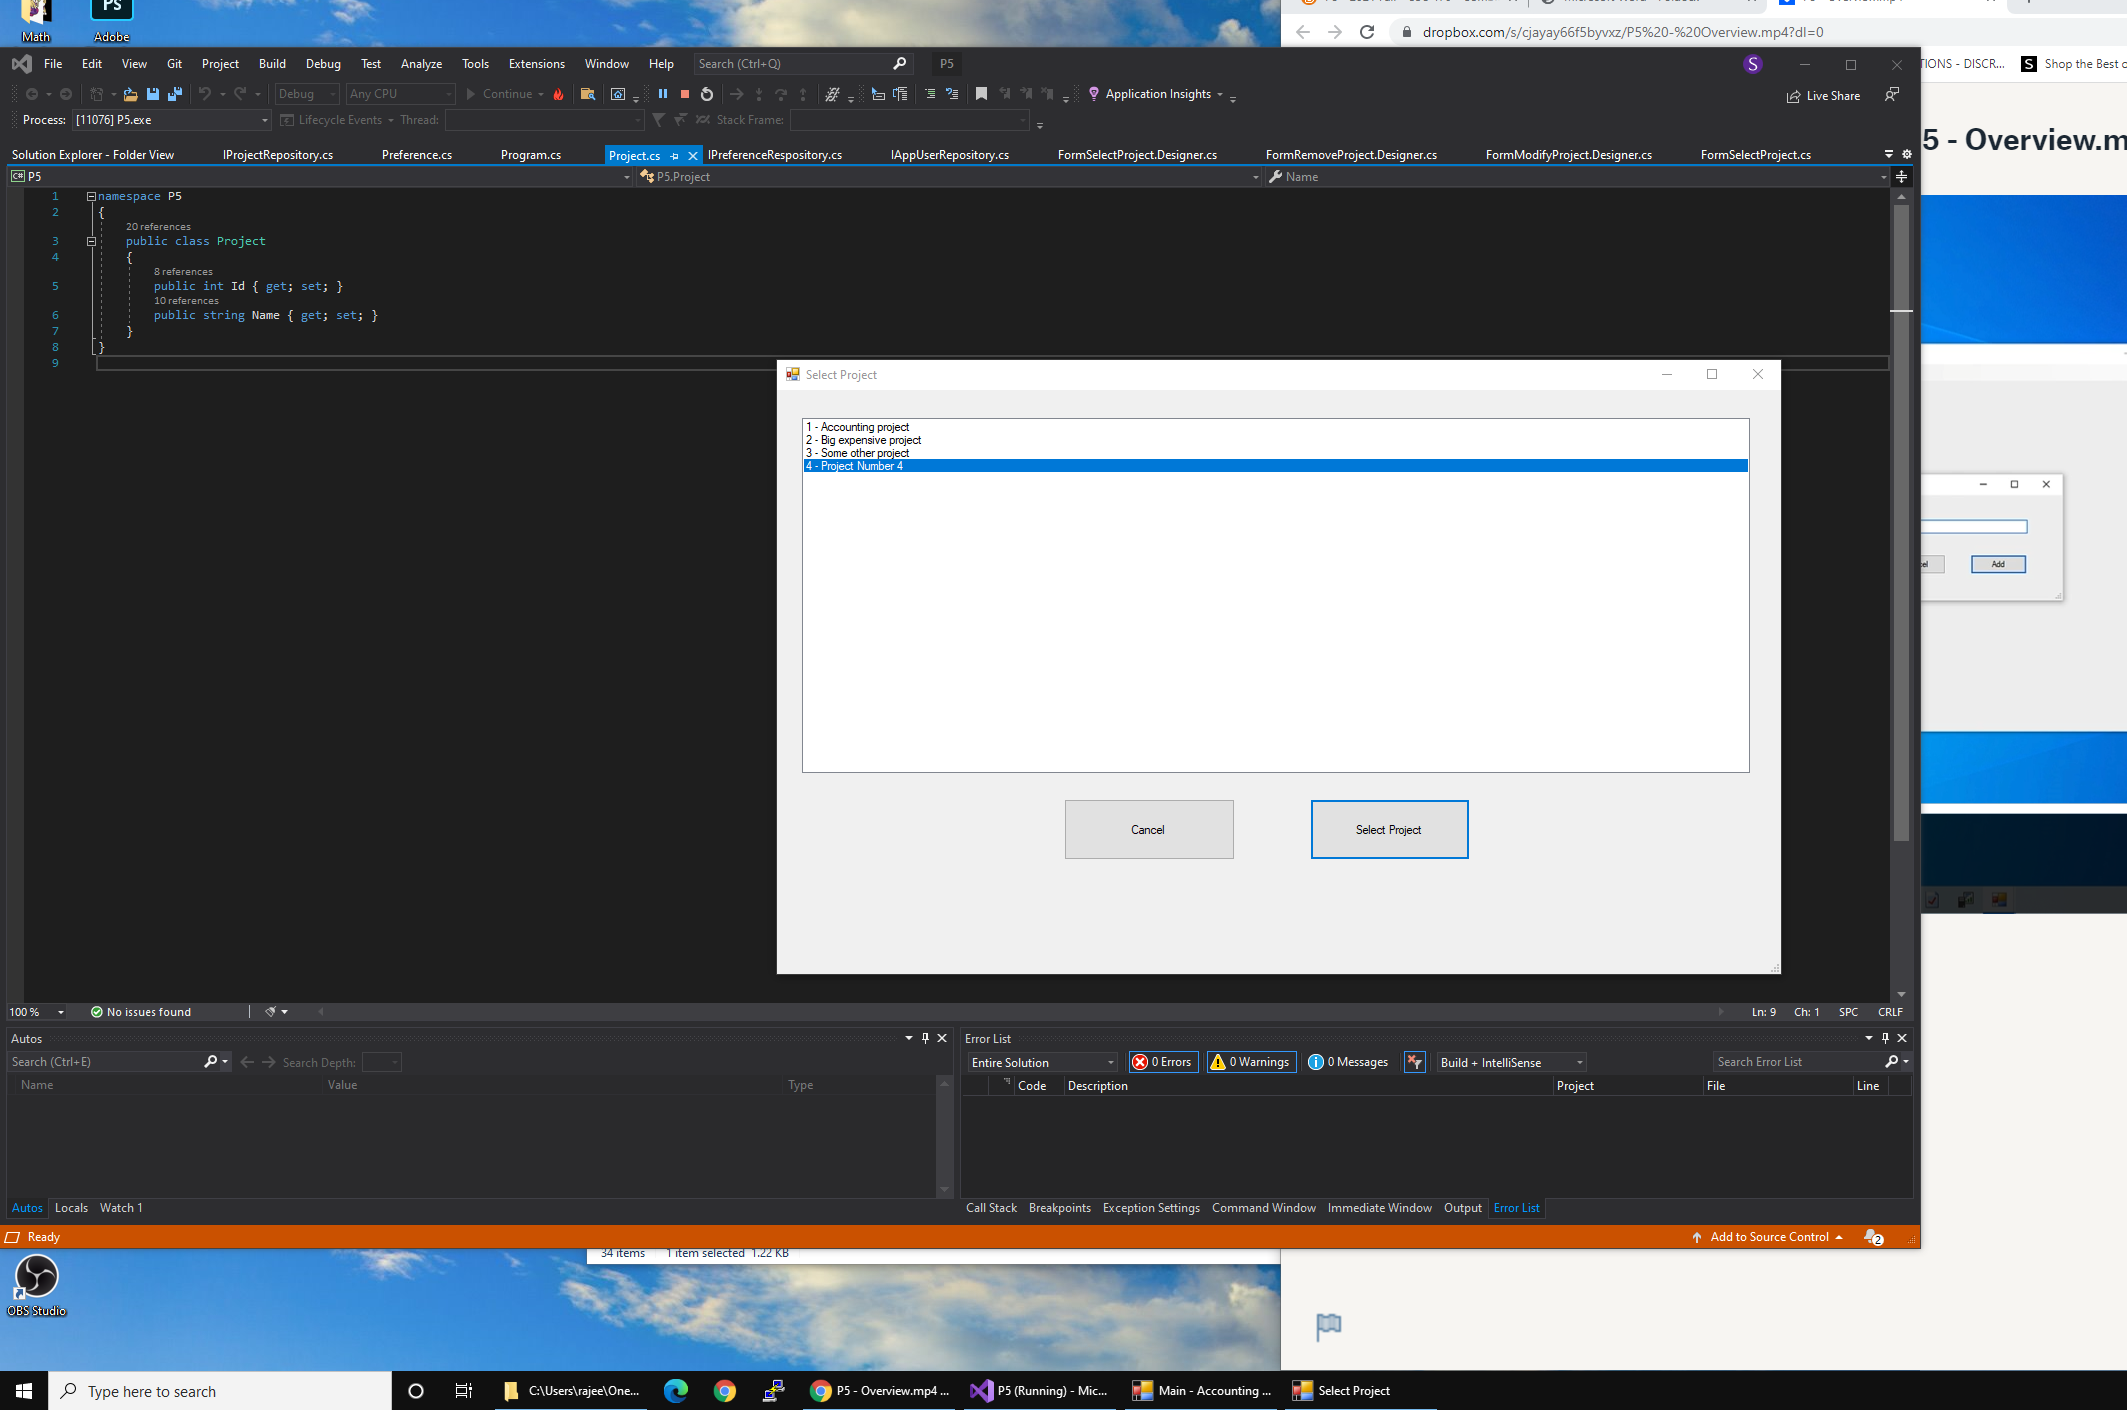 Math
Adobe
dropbox.com/s/cjayay66f5byvxz/P5%20-%20Overview.mp4?dl=0
File Edit View Git Project Build Debug Test Analyze Tools Extensions Window Help Search (Ctrl+Q) P5
S
TIONS - DISCR... S Shop the Best
Debug Any CPU Continue Application Insights Live Share
Process: [11076] P5.exe Lifecycle Events Thread: Stack Frame:
5 - Overview.m
Solution Explorer - Folder View IProjectRepository.cs Preference.cs Program.cs Project.cs IPreferenceRespository.cs IAppUserRepository.cs FormSelectProject.Designer.cs FormRemoveProject.Designer.cs FormModifyProject.Designer.cs FormSelectProject.cs
C# P5 P5.Project Name
1 namespace P5
2 {
20 references
3 public class Project
4 {
8 references
5 public int Id { get; set; }
10 references
6 public string Name { get; set; }
7 }
8 }
9
Select Project
1 - Accounting project
2 - Big expensive project
3 - Some other project
4 - Project Number 4
Cancel Select Project
Add
100 % No issues found Ln: 9 Ch: 1 SPC CRLF
Autos
Search (Ctrl+E) Search Depth:
Name Value Type
Autos Locals Watch 1
Error List
Entire Solution 0 Errors 0 Warnings 0 Messages Build + IntelliSense Search Error List
Code Description Project File Line
Call Stack Breakpoints Exception Settings Command Window Immediate Window Output Error List
Ready Add to Source Control 2
34 items 1 item selected 1.22 KB
OBS Studio
Type here to search C:\Users\rajee\One... P5 - Overview.mp4 ... P5 (Running) - Mic... Main - Accounting ... Select Project